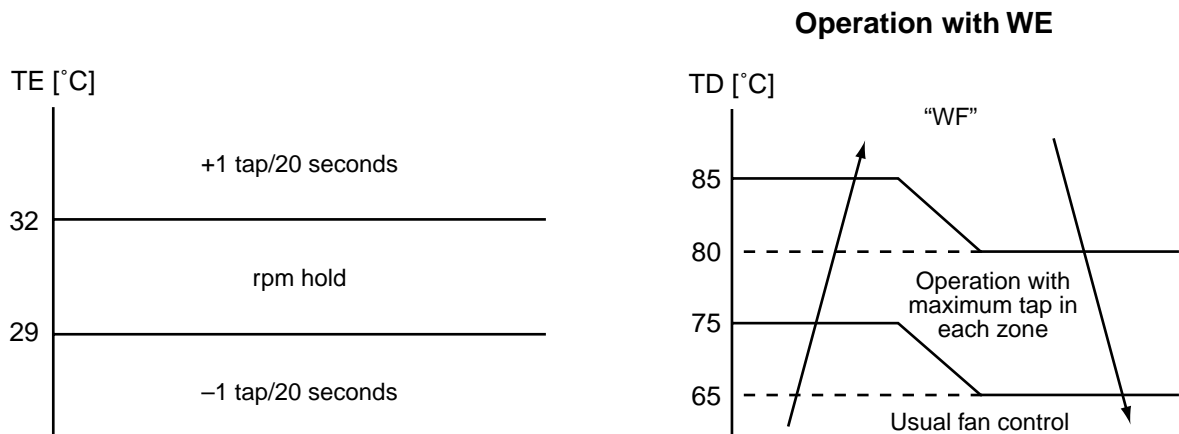 TE [˚C]
+1 tap/20 seconds
32
rpm hold
29
–1 tap/20 seconds
Operation with WE
TD [˚C]
“WF”
85
80
Operation with
maximum tap in
each zone
75
65
Usual fan control